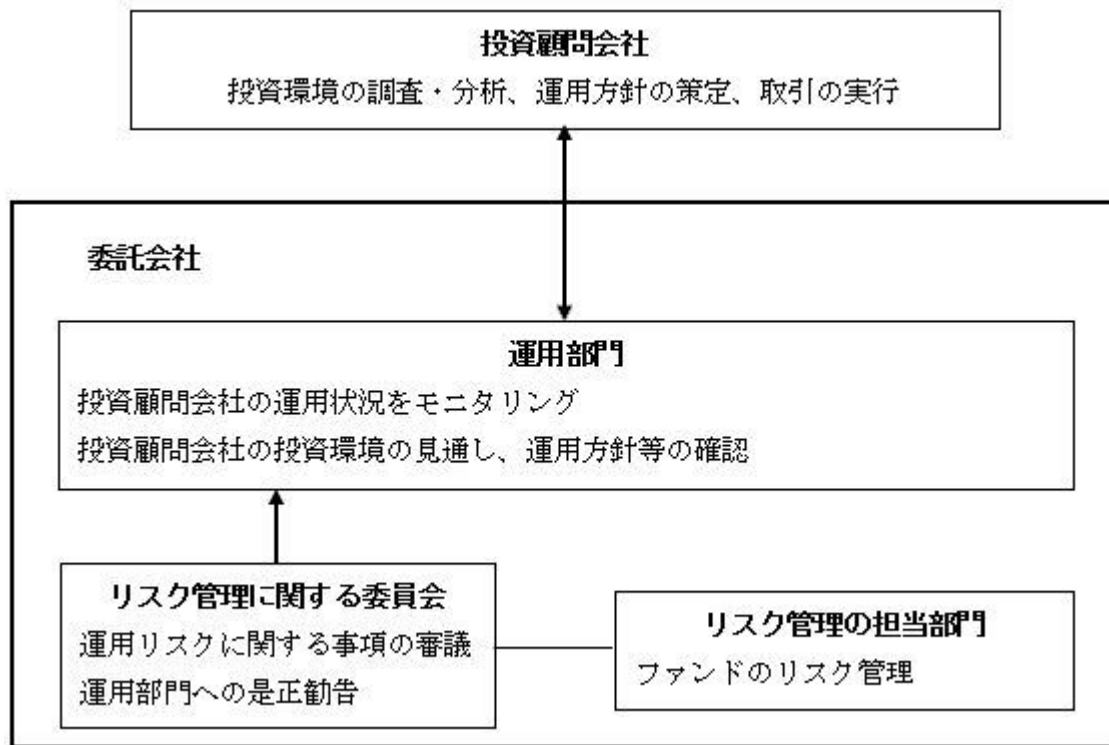 投資顧問会社
投資環境の調査・分析、運用方針の策定、取引の実行
委託会社
運用部門
投資顧問会社の運用状況をモニタリング
投資顧問会社の投資環境の見通し、運用方針等の確認
リスク管理に関する委員会
運用リスクに関する事項の審議
運用部門への是正勧告
リスク管理の担当部門
ファンドのリスク管理